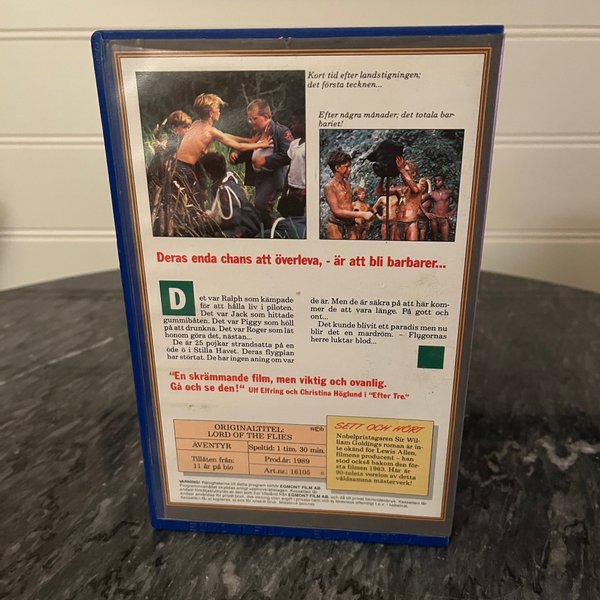 Kort tid efter landstigningen;
det första tecknen...
Efter några månader; det totala bar-
bariet!
Deras enda chans att överleva, - är att bli barbarer...
Det var Ralph som kämpade
för att hålla liv i piloten.
Det var Jack som hittade
gummibåten. Det var Piggy som höll
på att drunkna. Det var Roger som lät
honom göra det, nästan...
De är 25 pojkar strandsatta på en
öde ö i Stilla Havet. Deras flygplan
har störtat. De har ingen aning om var
de är. Men de är säkra på att här kom-
mer de att vara länge. På gott och
ont...
Det kunde blivit ett paradis men nu
blir det en mardröm. – Flugornas
herre luktar blod...
"En skrämmande film, men viktig och ovanlig.
Gå och se den!" Ulf Elfring och Christina Höglund i "Efter Tre."
ORIGINALTITEL:
LORD OF THE FLIES
ÄVENTYR
Speltid: 1 tim. 30 min.
Tillåten från:
11 år på bio
Prod.år: 1989
Art.nr.: 16105
SETT OCH HÖRT
Nobelpristagaren Sir Wil-
liam Goldings roman är in-
te okänd för Lewis Allen,
filmens producent – han
stod också bakom den för-
sta filmen 1963. Här är
90-talets version av detta
våldsamma mästerverk!